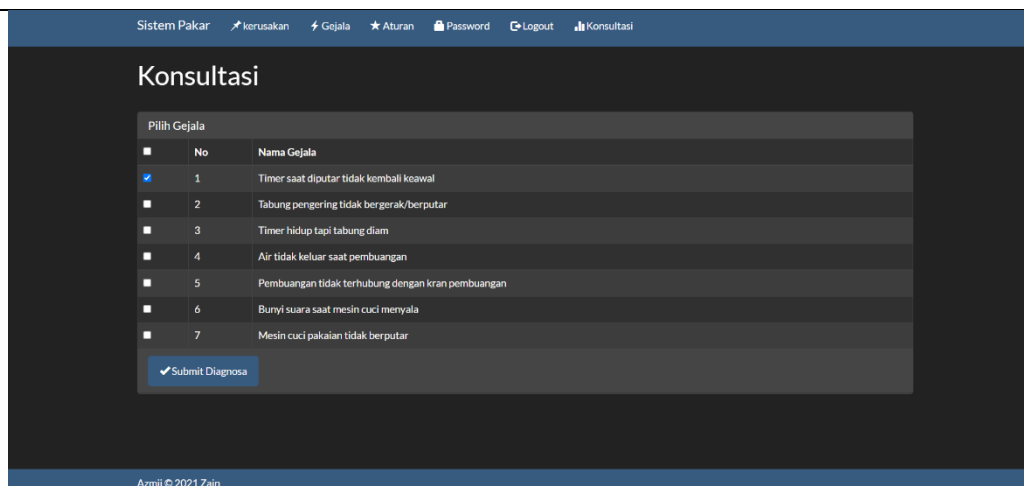 Sistem Pakar kerusakan Gejala Aturan Password Logout Konsultasi
Konsultasi
Pilih Gejala
No Nama Gejala
1 Timer saat diputar tidak kembali keawal
2 Tabung pengering tidak bergerak/berputar
3 Timer hidup tapi tabung diam
4 Air tidak keluar saat pembuangan
5 Pembuangan tidak terhubung dengan kran pembuangan
6 Bunyi suara saat mesin cuci menyala
7 Mesin cuci pakaian tidak berputar
Submit Diagnosa
Azmii © 2021 Zain